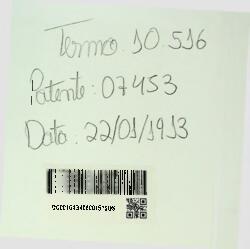 Termo. 10.516
Patente: 07453
Data: 22/01/1913